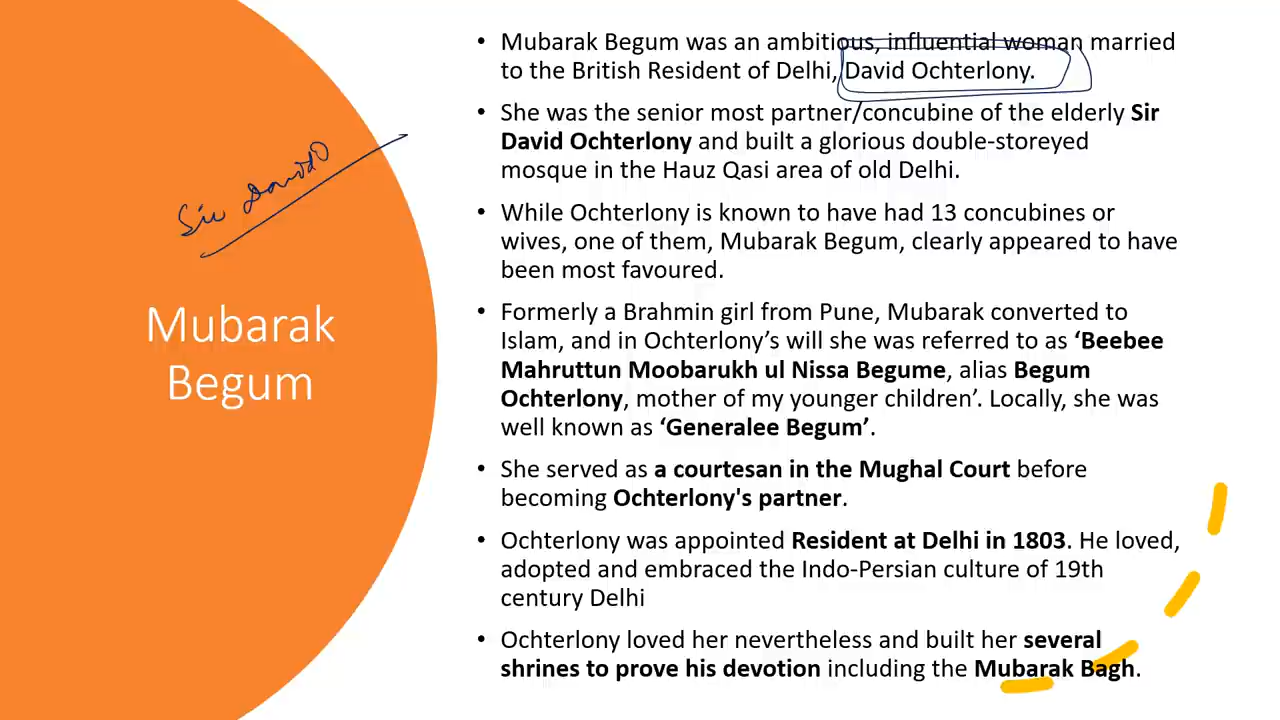 Sir David O
Mubarak
Begum
• Mubarak Begum was an ambitious, influential woman married
to the British Resident of Delhi, David Ochterlony.
• She was the senior most partner/concubine of the elderly Sir
David Ochterlony and built a glorious double-storeyed
mosque in the Hauz Qasi area of old Delhi.
• While Ochterlony is known to have had 13 concubines or
wives, one of them, Mubarak Begum, clearly appeared to have
been most favoured.
• Formerly a Brahmin girl from Pune, Mubarak converted to
Islam, and in Ochterlony’s will she was referred to as ‘Beebee
Mahruttun Moobarukh ul Nissa Begume, alias Begum
Ochterlony, mother of my younger children’. Locally, she was
well known as ‘Generalee Begum’.
• She served as a courtesan in the Mughal Court before
becoming Ochterlony's partner.
• Ochterlony was appointed Resident at Delhi in 1803. He loved,
adopted and embraced the Indo-Persian culture of 19th
century Delhi
• Ochterlony loved her nevertheless and built her several
shrines to prove his devotion including the Mubarak Bagh.